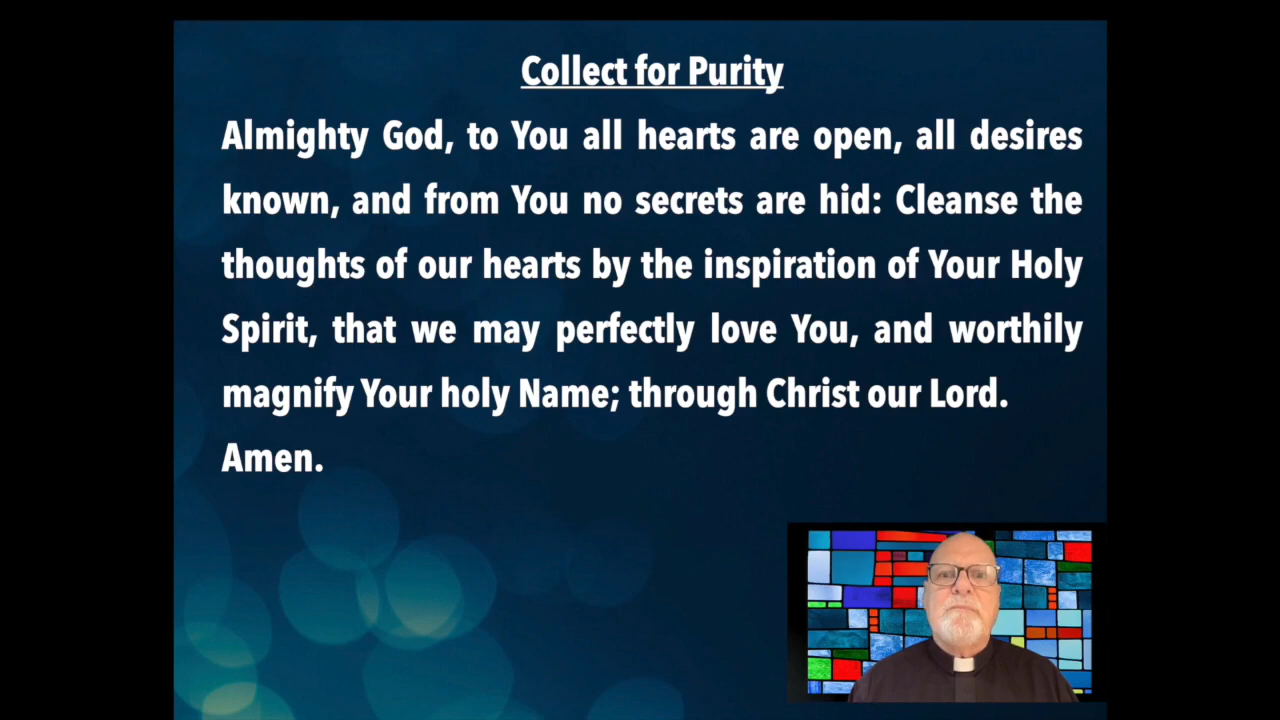 Collect for Purity
Almighty God, to You all hearts are open, all desires
known, and from You no secrets are hid: Cleanse the
thoughts of our hearts by the inspiration of Your Holy
Spirit, that we may perfectly love You, and worthily
magnify Your holy Name; through Christ our Lord.
Amen.